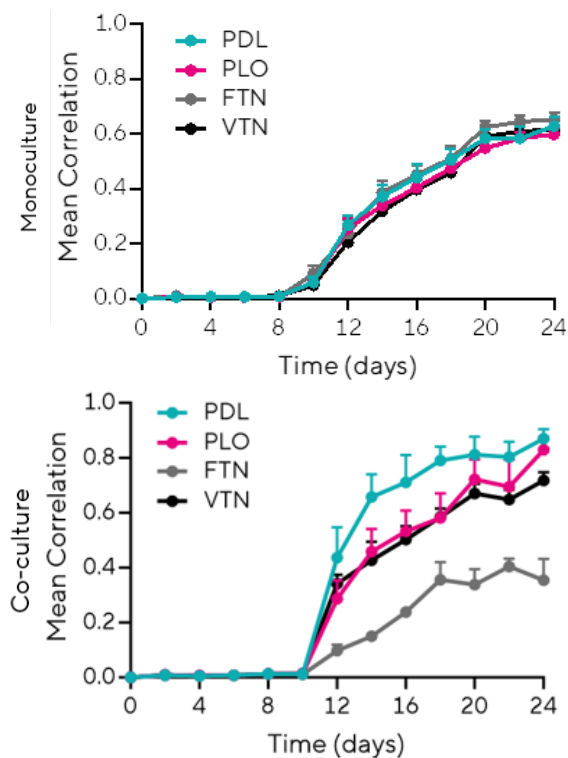 Monoculture
Mean Correlation
1.0
0.8
0.6
0.4
0.2
0.0
PDL
PLO
FTN
VTN
0 4 8 12 16 20 24
Time (days)
Co-culture
Mean Correlation
1.0
0.8
0.6
0.4
0.2
0.0
PDL
PLO
FTN
VTN
0 4 8 12 16 20 24
Time (days)